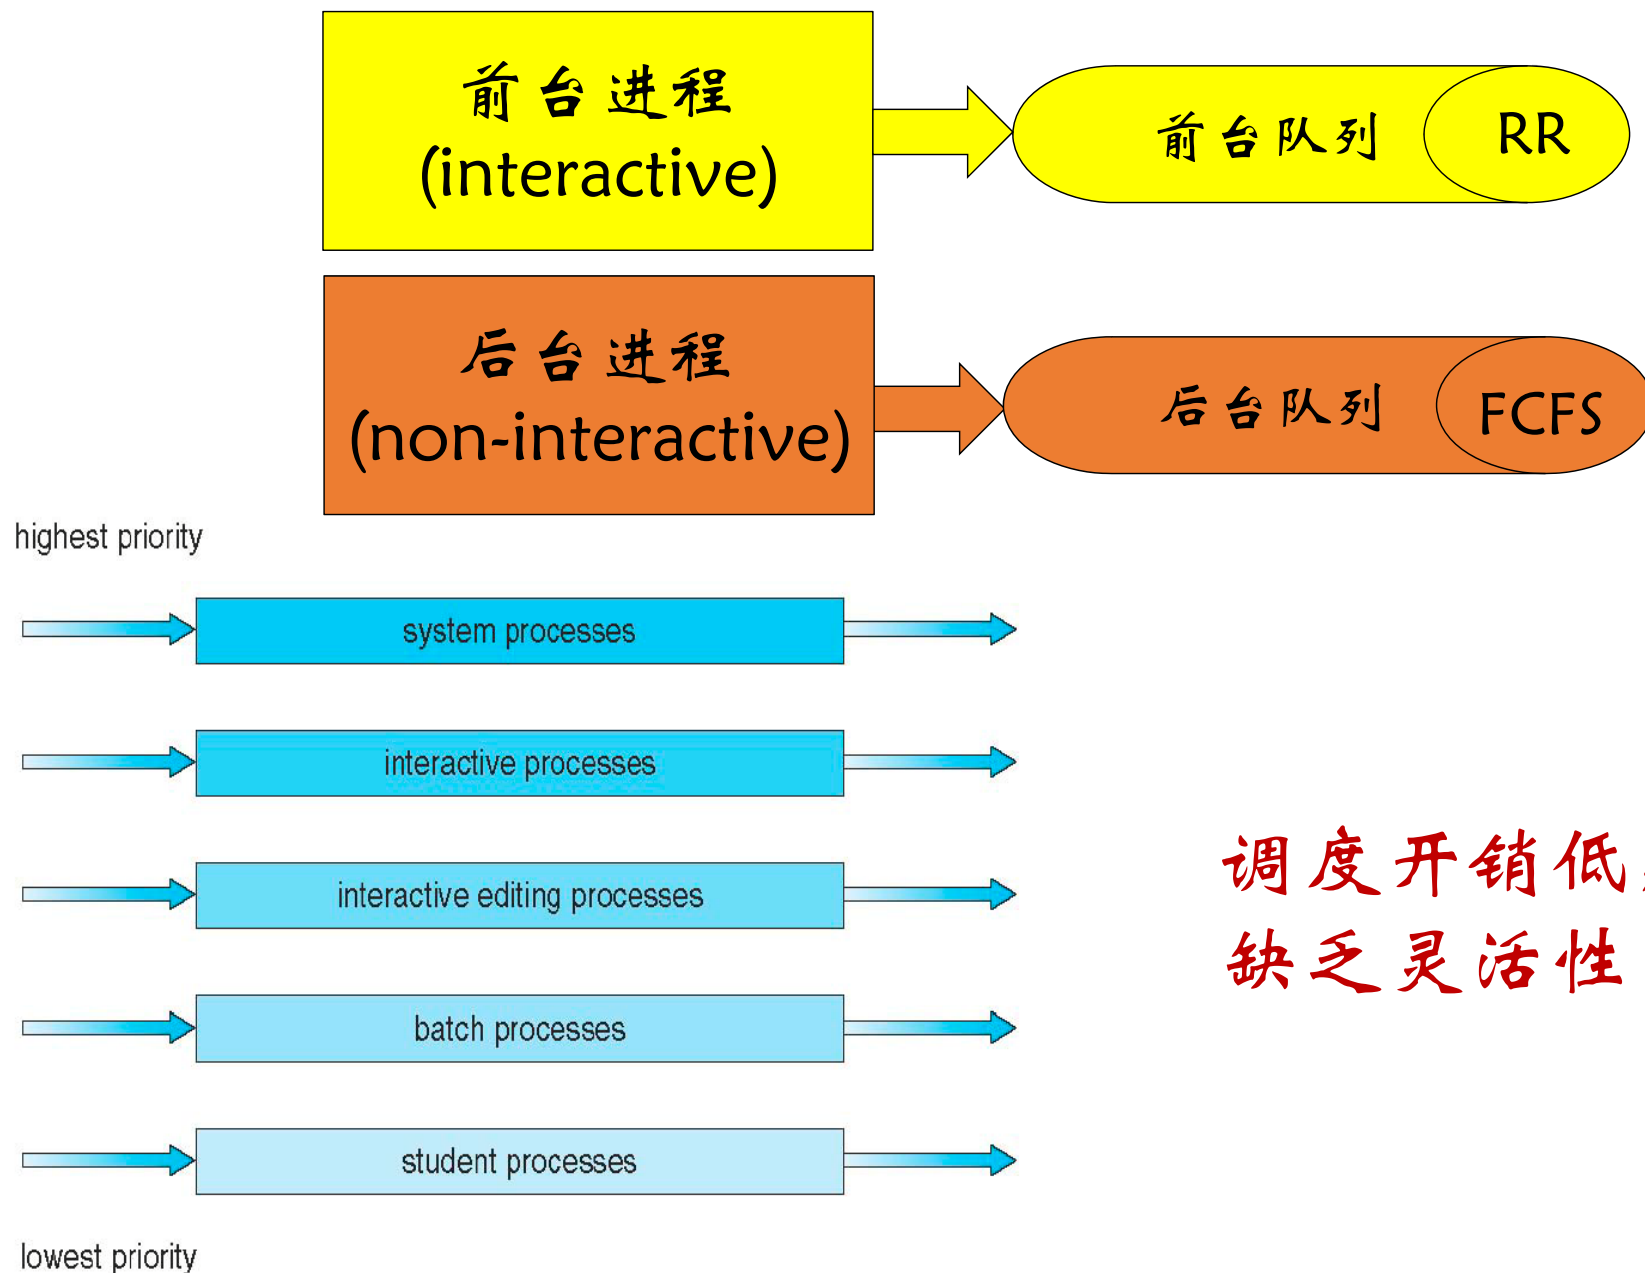 前台进程
(interactive)
前台队列
RR
后台进程
(non-interactive)
后台队列
FCFS
highest priority
system processes
interactive processes
interactive editing processes
batch processes
student processes
lowest priority
调度开销低,
缺乏灵活性